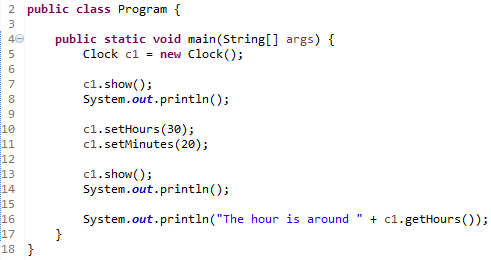 2 public class Program {
3
4 public static void main(String[] args) {
5 Clock c1 = new Clock();
6
7 c1.show();
8 System.out.println();
9
10 c1.setHours(30);
11 c1.setMinutes(20);
12
13 c1.show();
14 System.out.println();
15
16 System.out.println("The hour is around " + c1.getHours());
17 }
18 }